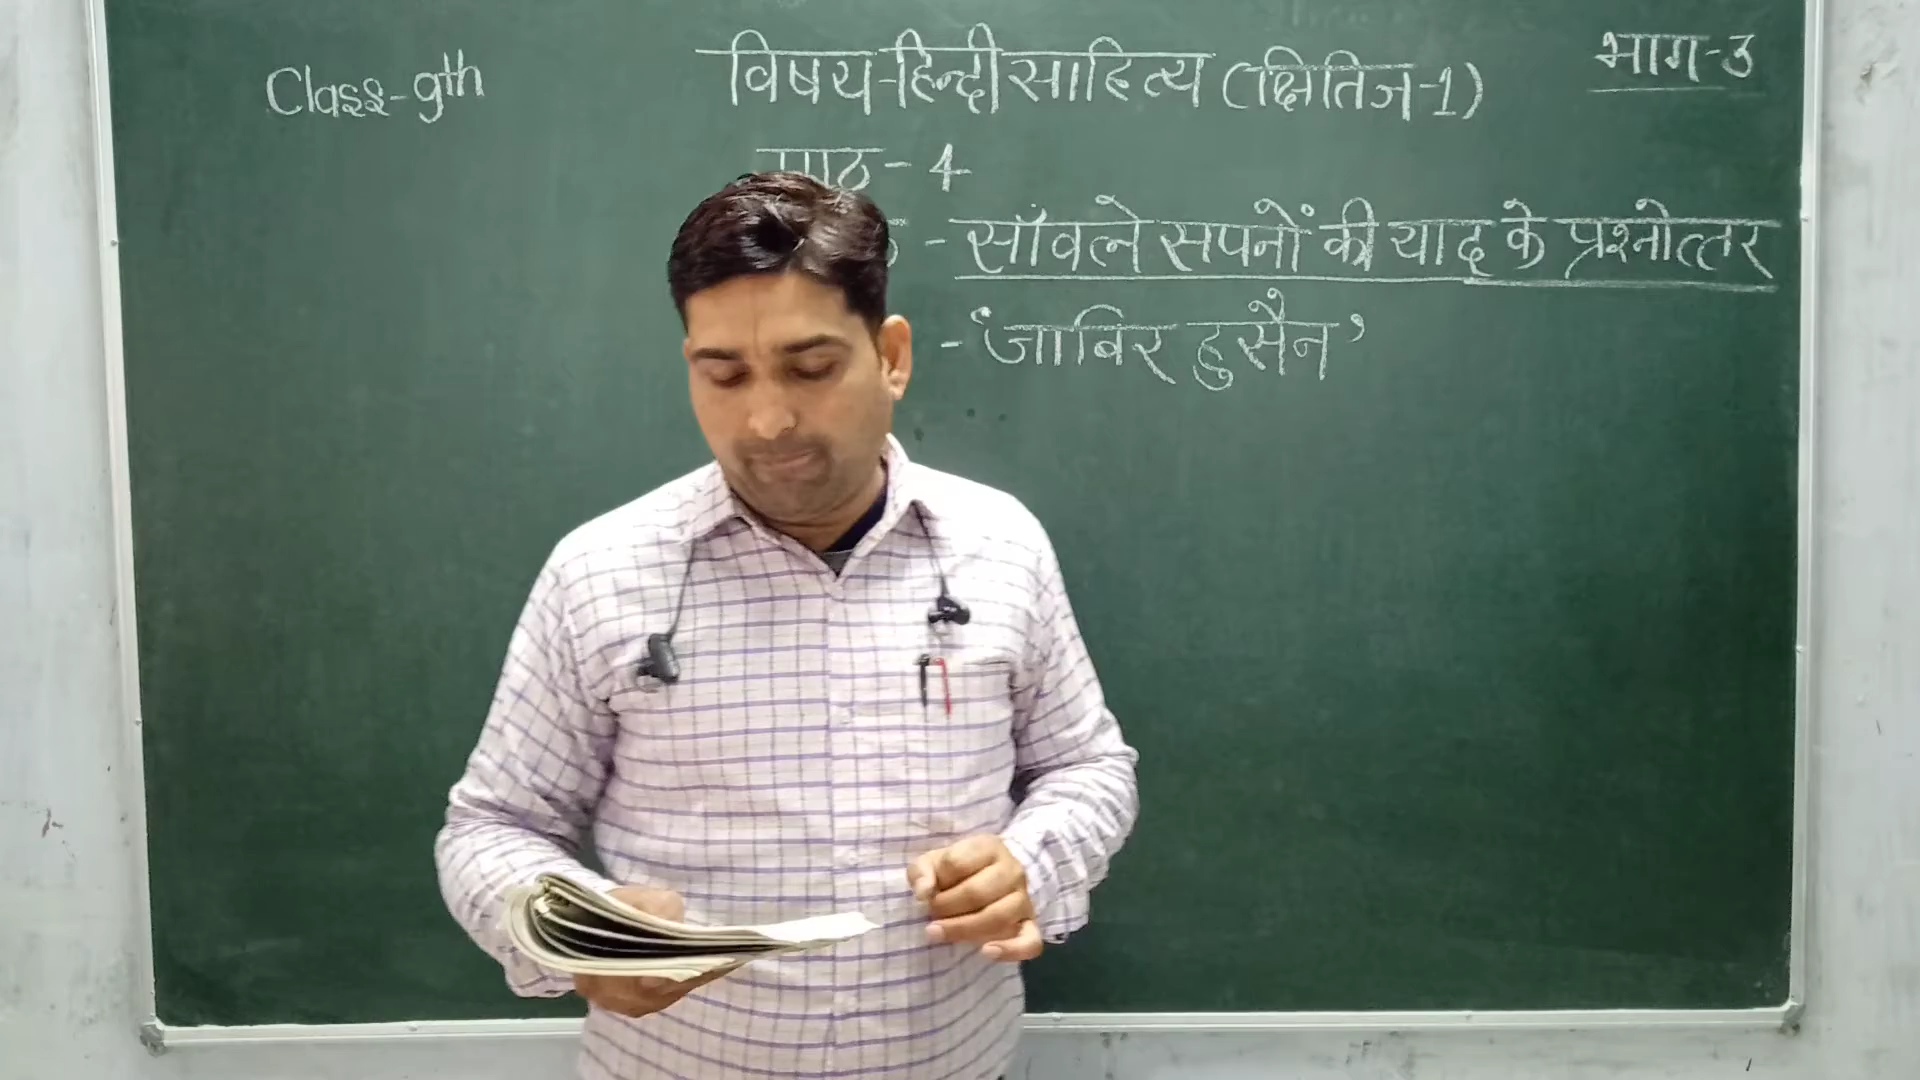 Class-9th
विषय-हिन्दी साहित्य (क्षितिज-1)
भाग-3
पाठ-4
- साँवले सपनों की याद के प्रश्नोत्तर
- ‘जाबिर हुसैन’